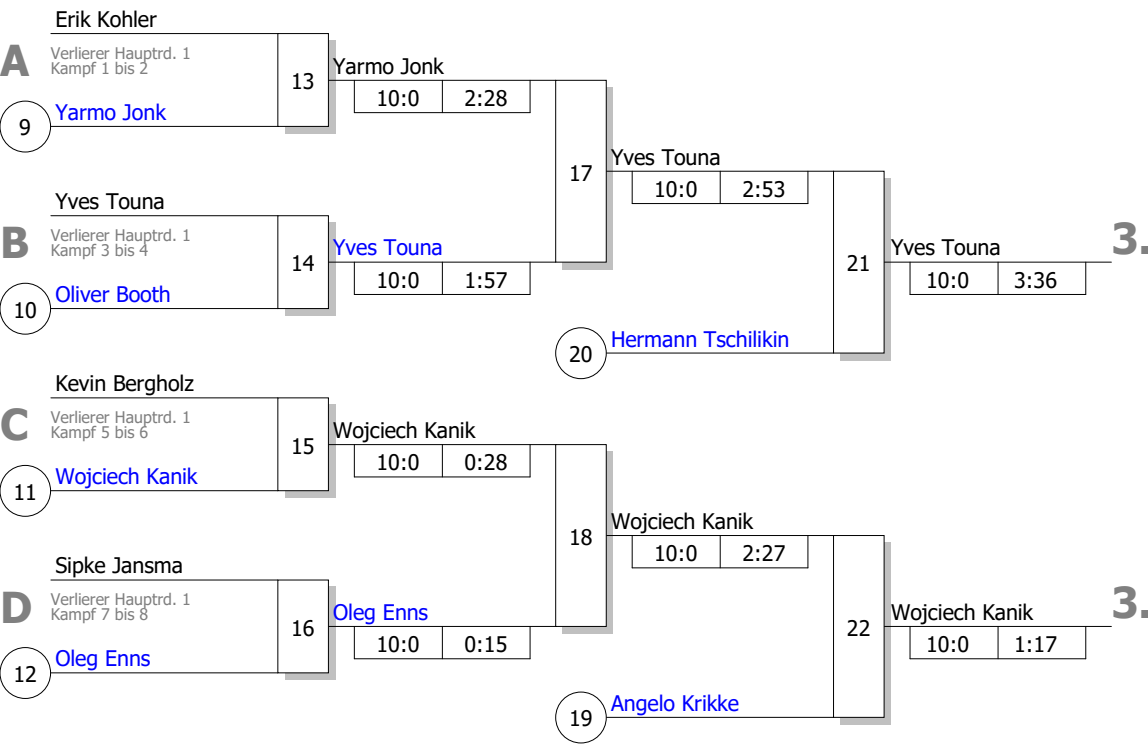 Erik Kohler
A
Verlierer Hauptrd. 1
Kampf 1 bis 2
13
Yarmo Jonk
10:0 2:28
9
Yarmo Jonk
17
Yves Touna
10:0 2:53
Yves Touna
B
Verlierer Hauptrd. 1
Kampf 3 bis 4
14
Yves Touna
10:0 1:57
10
Oliver Booth
21
Yves Touna
10:0 3:36
3.
20
Hermann Tschilikin
Kevin Bergholz
C
Verlierer Hauptrd. 1
Kampf 5 bis 6
15
Wojciech Kanik
10:0 0:28
11
Wojciech Kanik
18
Wojciech Kanik
10:0 2:27
Sipke Jansma
D
Verlierer Hauptrd. 1
Kampf 7 bis 8
16
Oleg Enns
10:0 0:15
12
Oleg Enns
22
Wojciech Kanik
10:0 1:17
3.
19
Angelo Krikke